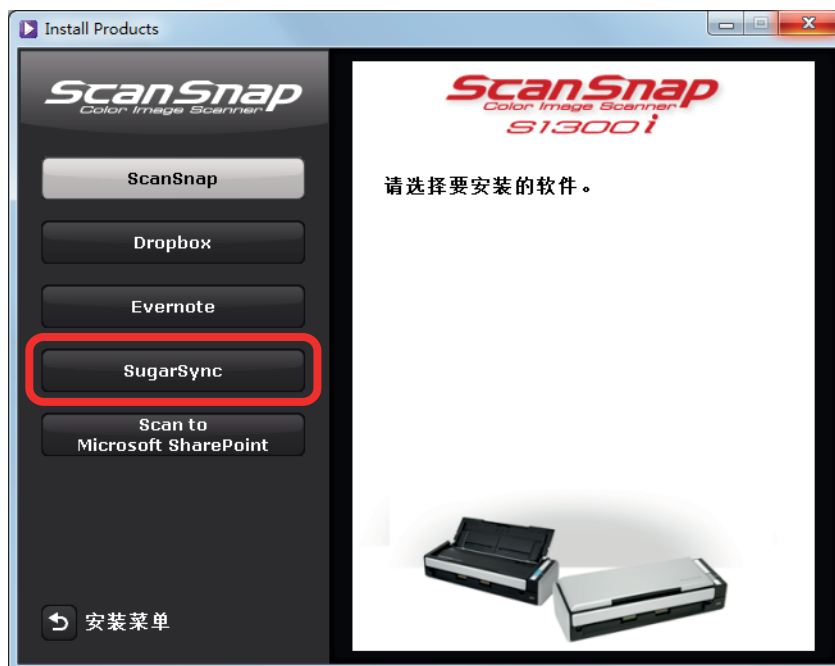 Install Products
ScanSnap
Color Image Scanner
ScanSnap
Dropbox
Evernote
SugarSync
Scan to
Microsoft SharePoint
安装菜单
ScanSnap
Color Image Scanner
S1300i
请选择要安装的软件。